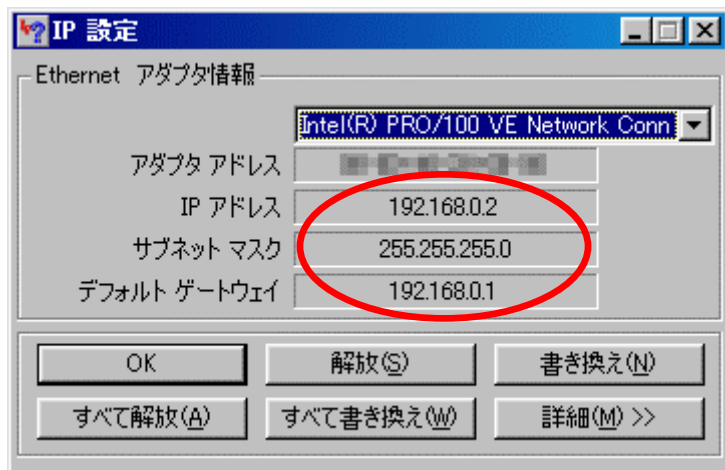 IP 設定
Ethernet アダプタ情報
Intel(R) PRO/100 VE Network Conn
アダプタ アドレス
IP アドレス 192.168.0.2
サブネット マスク 255.255.255.0
デフォルト ゲートウェイ 192.168.0.1
OK 解放(S) 書き換え(N)
すべて解放(A) すべて書き換え(W) 詳細(M) >>